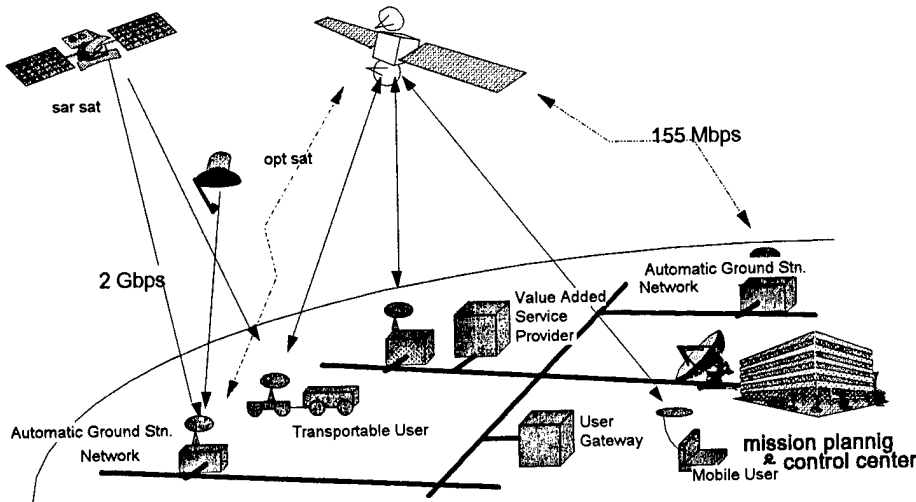 sar sat
opt sat
155 Mbps
2 Gbps
Automatic Ground Stn.
Network
Value Added
Service
Provider
Automatic Ground Stn.
Network
Transportable User
User
Gateway
Mobile User
mission plannig
& control center